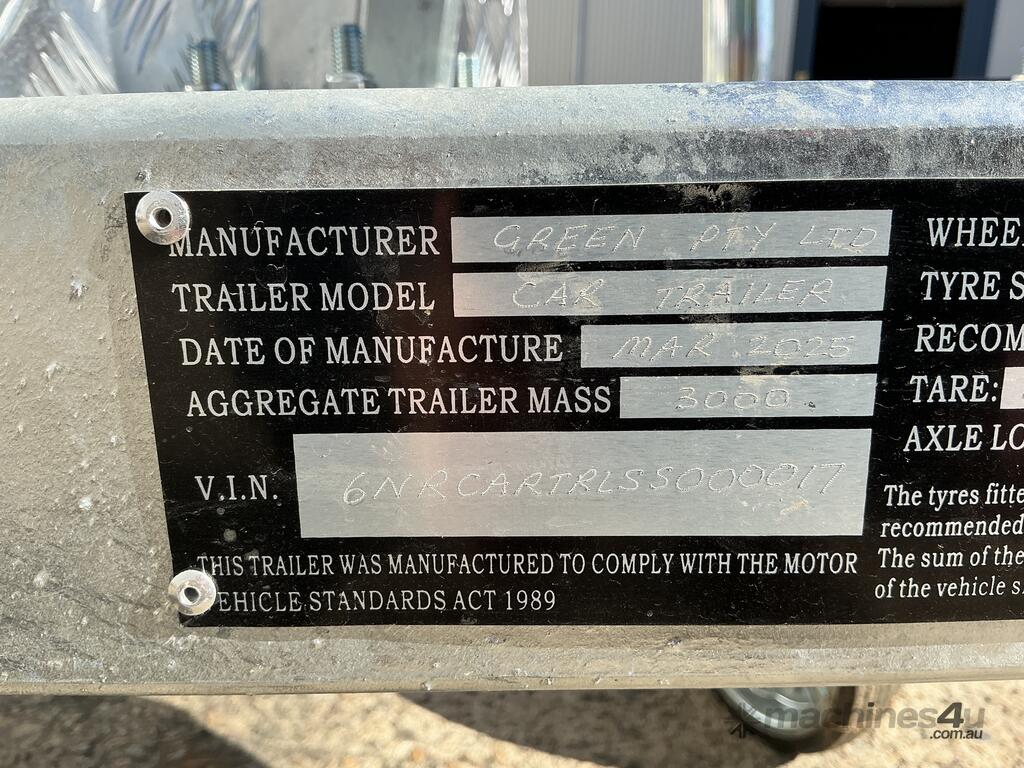 MANUFACTURER GREEN PTY LTD
TRAILER MODEL CAR TRAILER
DATE OF MANUFACTURE MAR 2025
AGGREGATE TRAILER MASS 3000
V.I.N. 6NRCARTRLSS000017
THIS TRAILER WAS MANUFACTURED TO COMPLY WITH THE MOTOR
VEHICLE STANDARDS ACT 1989
WHEE
TYRE S
RECOM
TARE:
AXLE LO
The tyres fitte
recommended
The sum of the
of the vehicle s
machines4u
.com.au